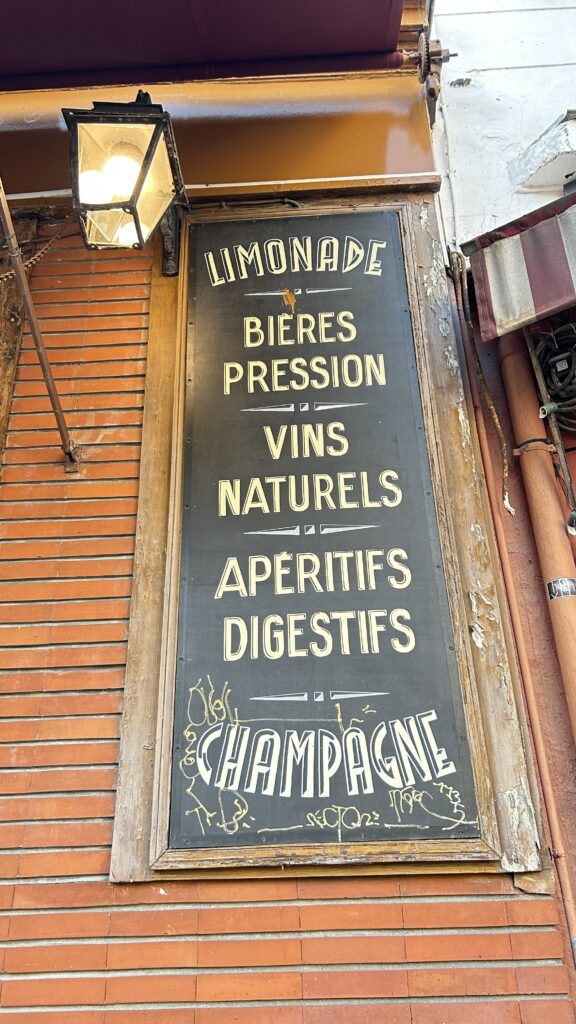 LIMONADE
BIÈRES
PRESSION
VINS
NATURELS
APÉRITIFS
DIGESTIFS
CHAMPAGNE